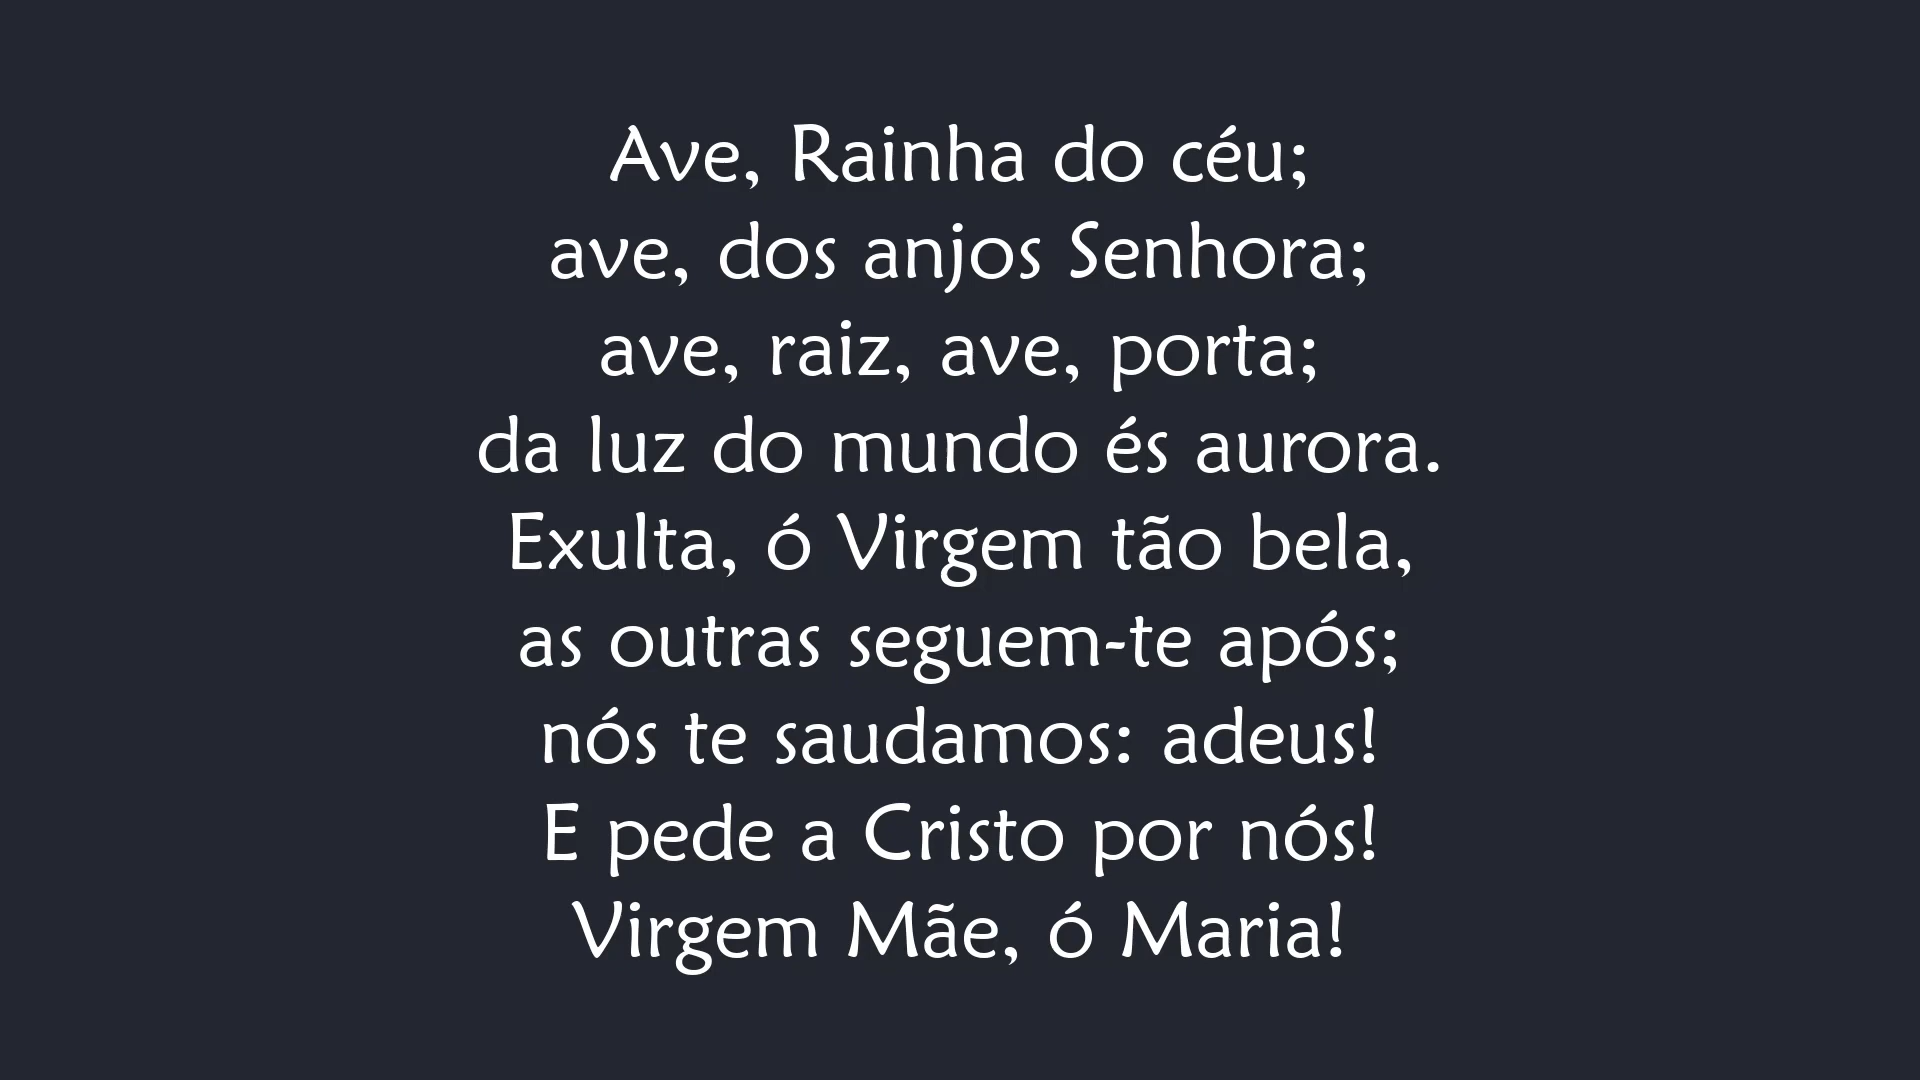 Ave, Rainha do céu;
ave, dos anjos Senhora;
ave, raiz, ave, porta;
da luz do mundo és aurora.
Exulta, ó Virgem tão bela,
as outras seguem-te após;
nós te saudamos: adeus!
E pede a Cristo por nós!
Virgem Mãe, ó Maria!